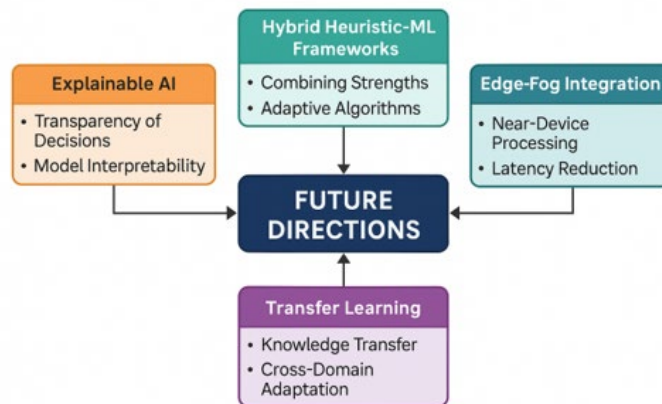 Hybrid Heuristic-ML
Frameworks
• Combining Strengths
• Adaptive Algorithms
Explainable AI
• Transparency of
Decisions
• Model Interpretability
Edge-Fog Integration
• Near-Device
Processing
• Latency Reduction
FUTURE
DIRECTIONS
Transfer Learning
• Knowledge Transfer
• Cross-Domain
Adaptation